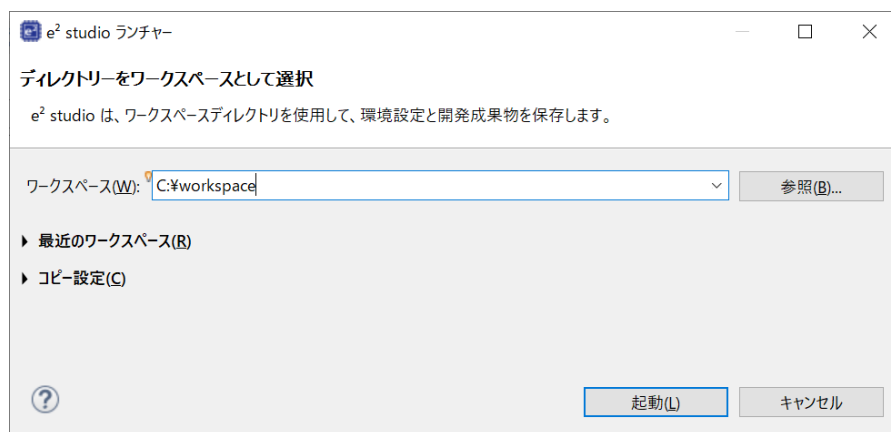 e² studio ランチャー
ディレクトリーをワークスペースとして選択
e² studio は、ワークスペースディレクトリを使用して、環境設定と開発成果物を保存します。
ワークスペース(W): C:¥workspace 参照(B)...
最近のワークスペース(R)
コピー設定(C)
起動(L) キャンセル